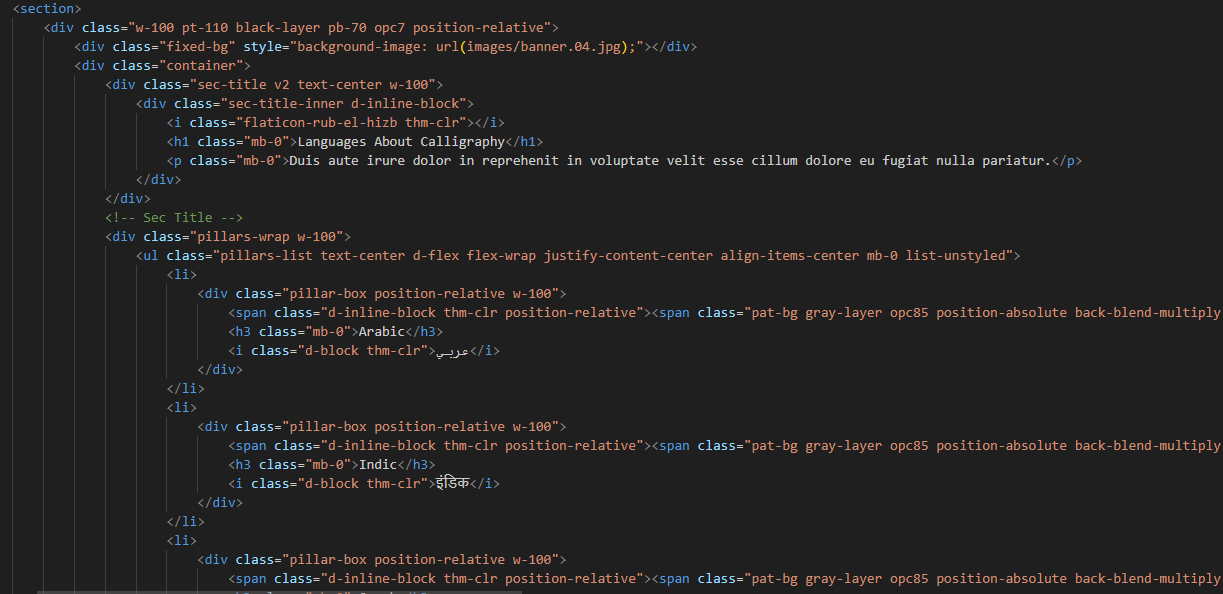 <section>
<div class="w-100 pt-110 black-layer pb-70 opc7 position-relative">
<div class="fixed-bg" style="background-image: url(images/banner.04.jpg);"></div>
<div class="container">
<div class="sec-title v2 text-center w-100">
<div class="sec-title-inner d-inline-block">
<i class="flaticon-rub-el-hizb thm-clr"></i>
<h1 class="mb-0">Languages About Calligraphy</h1>
<p class="mb-0">Duis aute irure dolor in reprehenit in voluptate velit esse cillum dolore eu fugiat nulla pariatur.</p>
</div>
</div>
<!-- Sec Title -->
<div class="pillars-wrap w-100">
<ul class="pillars-list text-center d-flex flex-wrap justify-content-center align-items-center mb-0 list-unstyled">
<li>
<div class="pillar-box position-relative w-100">
<span class="d-inline-block thm-clr position-relative"><span class="pat-bg gray-layer opc85 position-absolute back-blend-multiply
<h3 class="mb-0">Arabic</h3>
<i class="d-block thm-clr">عربي</i>
</div>
</li>
<li>
<div class="pillar-box position-relative w-100">
<span class="d-inline-block thm-clr position-relative"><span class="pat-bg gray-layer opc85 position-absolute back-blend-multiply
<h3 class="mb-0">Indic</h3>
<i class="d-block thm-clr">इंडिक</i>
</div>
</li>
<li>
<div class="pillar-box position-relative w-100">
<span class="d-inline-block thm-clr position-relative"><span class="pat-bg gray-layer opc85 position-absolute back-blend-multiply